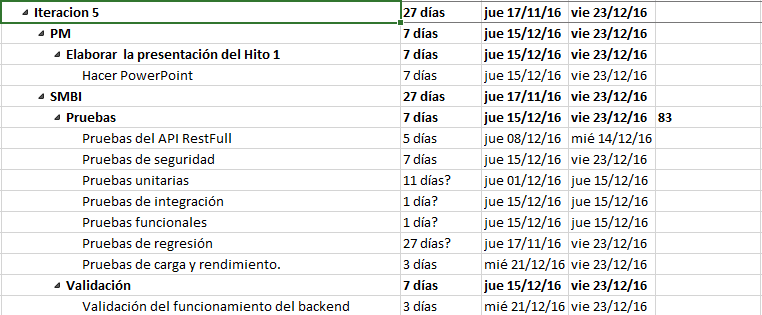 Iteracion 5 27 días jue 17/11/16 vie 23/12/16
PM 7 días jue 15/12/16 vie 23/12/16
Elaborar la presentación del Hito 1 7 días jue 15/12/16 vie 23/12/16
Hacer PowerPoint 7 días jue 15/12/16 vie 23/12/16
SMBI 27 días jue 17/11/16 vie 23/12/16
Pruebas 7 días jue 15/12/16 vie 23/12/16 83
Pruebas del API RestFull 5 días jue 08/12/16 mié 14/12/16
Pruebas de seguridad 7 días jue 15/12/16 vie 23/12/16
Pruebas unitarias 11 días? jue 01/12/16 jue 15/12/16
Pruebas de integración 1 día? jue 15/12/16 jue 15/12/16
Pruebas funcionales 1 día? jue 15/12/16 jue 15/12/16
Pruebas de regresión 27 días? jue 17/11/16 vie 23/12/16
Pruebas de carga y rendimiento. 3 días mié 21/12/16 vie 23/12/16
Validación 7 días jue 15/12/16 vie 23/12/16
Validación del funcionamiento del backend 3 días mié 21/12/16 vie 23/12/16